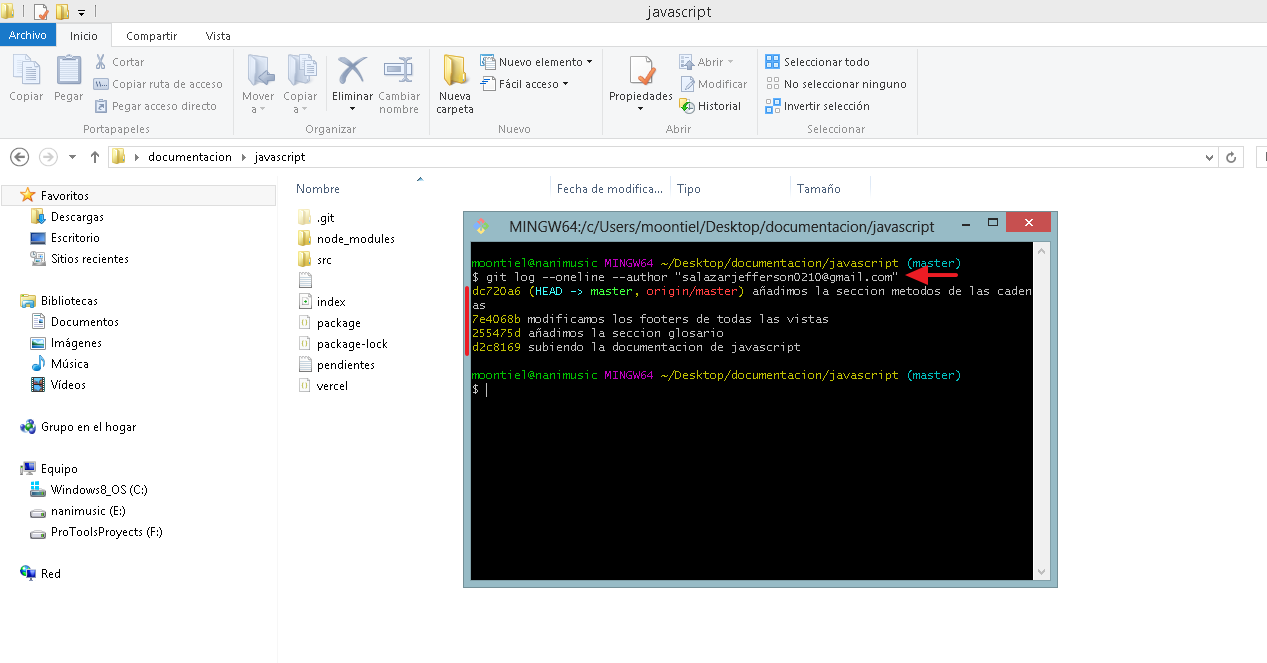 javascript
Archivo Inicio Compartir Vista
Copiar
Pegar
Cortar
Copiar ruta de acceso
Pegar acceso directo
Portapapeles
Mover a
Copiar a
Eliminar
Cambiar nombre
Organizar
Nueva carpeta
Nuevo elemento
Fácil acceso
Nuevo
Propiedades
Abrir
Modificar
Historial
Abrir
Seleccionar todo
No seleccionar ninguno
Invertir selección
Seleccionar
documentacion javascript
Favoritos
Descargas
Escritorio
Sitios recientes
Bibliotecas
Documentos
Imágenes
Música
Vídeos
Grupo en el hogar
Equipo
Windows8_OS (C:)
nanimusic (E:)
ProToolsProyects (F:)
Red
Nombre Fecha de modifica... Tipo Tamaño
.git
node_modules
src
index
package
package-lock
pendientes
vercel
MINGW64:/c/Users/moontiel/Desktop/documentacion/javascript
moontiel@nanimusic MINGW64 ~/Desktop/documentacion/javascript (master)
$ git log --oneline --author "salazarjefferson0210@gmail.com"
dc720a6 (HEAD -> master, origin/master) añadimos la seccion metodos de las caden
as
7e4068b modificamos los footers de todas las vistas
255475d añadimos la seccion glosario
d2c8169 subiendo la documentacion de javascript
moontiel@nanimusic MINGW64 ~/Desktop/documentacion/javascript (master)
$